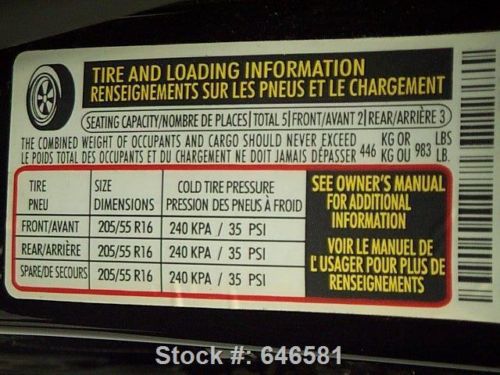 TIRE AND LOADING INFORMATION
RENSEIGNEMENTS SUR LES PNEUS ET LE CHARGEMENT
SEATING CAPACITY/NOMBRE DE PLACES TOTAL 5 FRONT/AVANT 2 REAR/ARRIÈRE 3
THE COMBINED WEIGHT OF OCCUPANTS AND CARGO SHOULD NEVER EXCEED 446 KG OR 983 LBS
LE POIDS TOTAL DES OCCUPANTS ET DU CHARGEMENT NE DOIT JAMAIS DÉPASSER KG OU LB.
TIRE SIZE COLD TIRE PRESSURE
PNEU DIMENSIONS PRESSION DES PNEUS À FROID
FRONT/AVANT 205/55 R16 240 KPA / 35 PSI
REAR/ARRIÈRE 205/55 R16 240 KPA / 35 PSI
SPARE/DE SECOURS 205/55 R16 240 KPA / 35 PSI
SEE OWNER'S MANUAL
FOR ADDITIONAL
INFORMATION
VOIR LE MANUEL DE
L'USAGER POUR PLUS DE
RENSEIGNEMENTS
Stock #: 646581